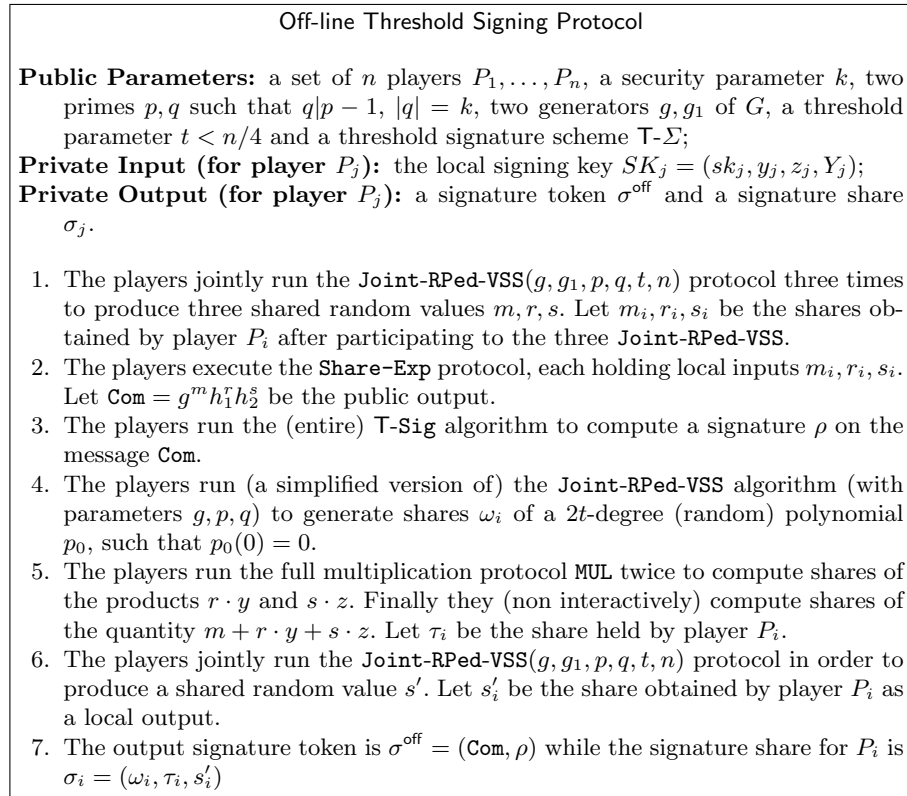 Off-line Threshold Signing Protocol
Public Parameters: a set of n players P₁, . . . , Pₙ, a security parameter k, two
primes p, q such that q|p − 1, |q| = k, two generators g, g₁ of G, a threshold
parameter t < n/4 and a threshold signature scheme T-Σ;
Private Input (for player Pⱼ): the local signing key SKⱼ = (skⱼ, yⱼ, zⱼ, Yⱼ);
Private Output (for player Pⱼ): a signature token σ^off and a signature share
σⱼ.
1. The players jointly run the Joint-RPed-VSS(g, g₁, p, q, t, n) protocol three times
to produce three shared random values m, r, s. Let mᵢ, rᵢ, sᵢ be the shares ob-
tained by player Pᵢ after participating to the three Joint-RPed-VSS.
2. The players execute the Share-Exp protocol, each holding local inputs mᵢ, rᵢ, sᵢ.
Let Com = g^m h₁^r h₂^s be the public output.
3. The players run the (entire) T-Sig algorithm to compute a signature ρ on the
message Com.
4. The players run (a simplified version of) the Joint-RPed-VSS algorithm (with
parameters g, p, q) to generate shares ωᵢ of a 2t-degree (random) polynomial
p₀, such that p₀(0) = 0.
5. The players run the full multiplication protocol MUL twice to compute shares of
the products r · y and s · z. Finally they (non interactively) compute shares of
the quantity m + r · y + s · z. Let τᵢ be the share held by player Pᵢ.
6. The players jointly run the Joint-RPed-VSS(g, g₁, p, q, t, n) protocol in order to
produce a shared random value s′. Let s′ᵢ be the share obtained by player Pᵢ as
a local output.
7. The output signature token is σ^off = (Com, ρ) while the signature share for Pᵢ is
σᵢ = (ωᵢ, τᵢ, s′ᵢ)